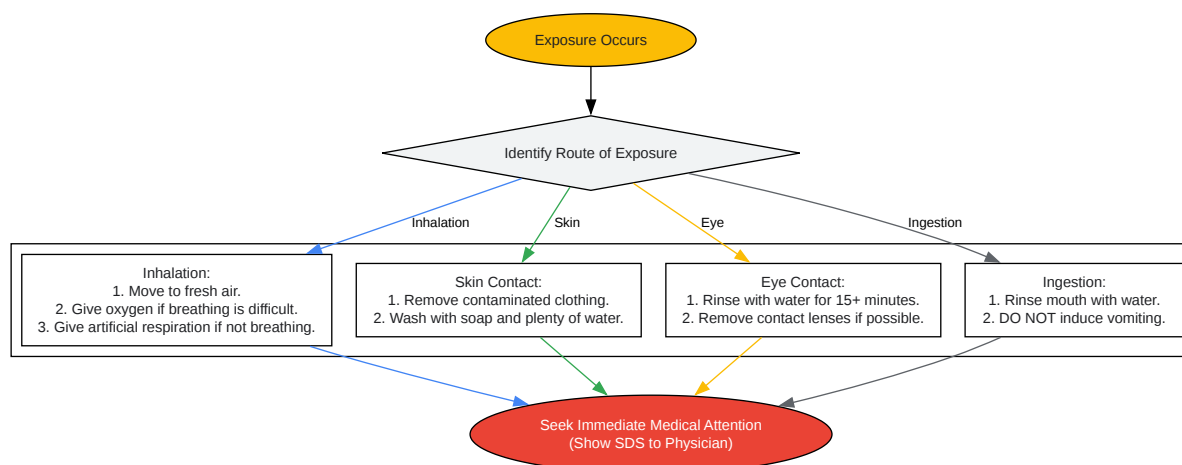 Exposure Occurs
Identify Route of Exposure
Inhalation
Skin
Eye
Ingestion
Inhalation:
1. Move to fresh air.
2. Give oxygen if breathing is difficult.
3. Give artificial respiration if not breathing.
Skin Contact:
1. Remove contaminated clothing.
2. Wash with soap and plenty of water.
Eye Contact:
1. Rinse with water for 15+ minutes.
2. Remove contact lenses if possible.
Ingestion:
1. Rinse mouth with water.
2. DO NOT induce vomiting.
Seek Immediate Medical Attention
(Show SDS to Physician)